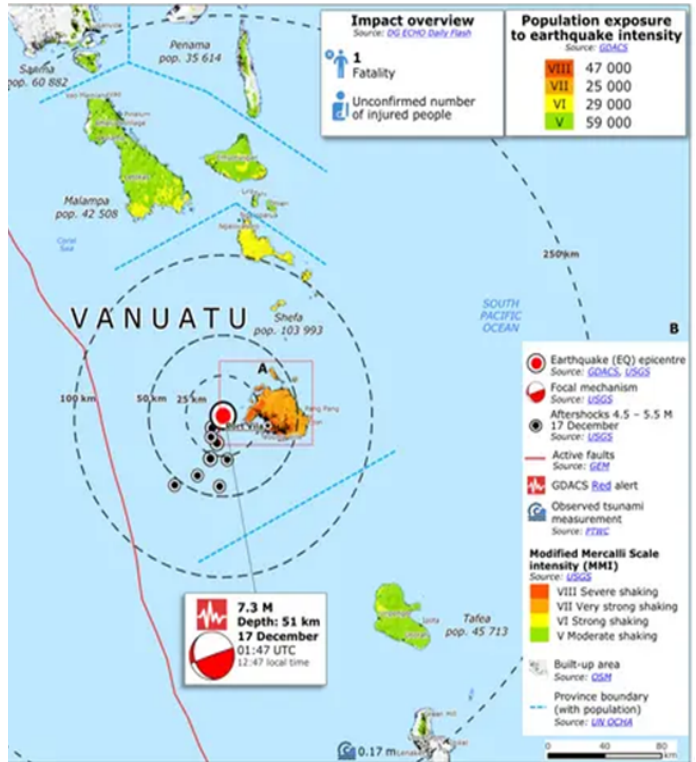 Impact overview
Source: DG ECHO Daily Flash
1
Fatality
Unconfirmed number
of injured people
Population exposure
to earthquake intensity
Source: GDACS
VIII 47 000
VII 25 000
VI 29 000
V 59 000
Penama
pop. 35 614
Sanma
pop. 60 882
Malampa
pop. 42 508
Coral
Sea
250 km
VANUATU
SOUTH
PACIFIC
OCEAN
Shefa
pop. 103 993
B
A
100 km
50 km
25 km
Port Vila
Pang Pang
Earthquake (EQ) epicentre
Source: GDACS, USGS
Focal mechanism
Source: USGS
Aftershocks 4.5 – 5.5 M
17 December
Source: USGS
Active faults
Source: GEM
GDACS Red alert
Observed tsunami
measurement
Source: PTWC
Modified Mercalli Scale
intensity (MMI)
Source: USGS
VIII Severe shaking
VII Very strong shaking
VI Strong shaking
V Moderate shaking
Built-up area
Source: OSM
Province boundary
(with population)
Source: UN OCHA
7.3 M
Depth: 51 km
17 December
01:47 UTC
12:47 local time
Tafea
pop. 45 713
0.17 m
0 40 80
km